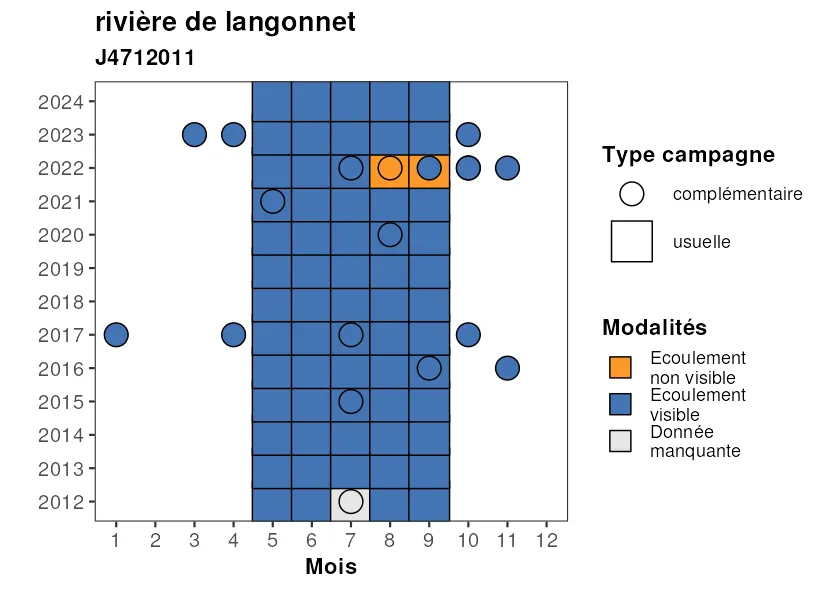 rivière de langonnet
J4712011
2024
2023
2022
2021
2020
2019
2018
2017
2016
2015
2014
2013
2012
1 2 3 4 5 6 7 8 9 10 11 12
Mois
Type campagne
complémentaire
usuelle
Modalités
Ecoulement
non visible
Ecoulement
visible
Donnée
manquante